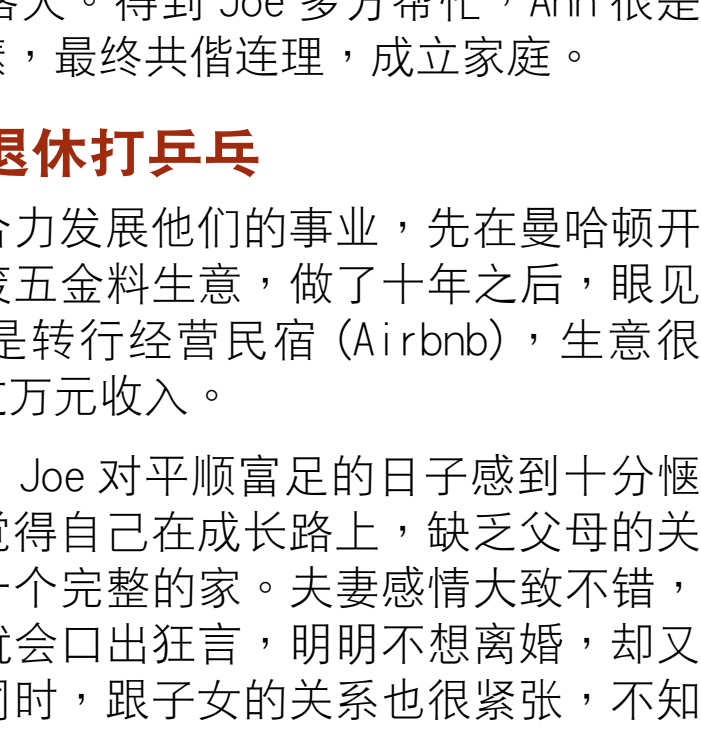 客人。得到 Joe 多方帮忙，Ann 很是
，最终共偕连理，成立家庭。
退休打乒乓
合力发展他们的事业，先在曼哈顿开
废五金料生意，做了十年之后，眼见
是转行经营民宿 (Airbnb)，生意很
万元收入。
Joe 对平顺富足的日子感到十分惬
觉得自己在成长路上，缺乏父母的关
一个完整的家。夫妻感情大致不错，
就会口出狂言，明明不想离婚，却又
同时，跟子女的关系也很紧张，不知